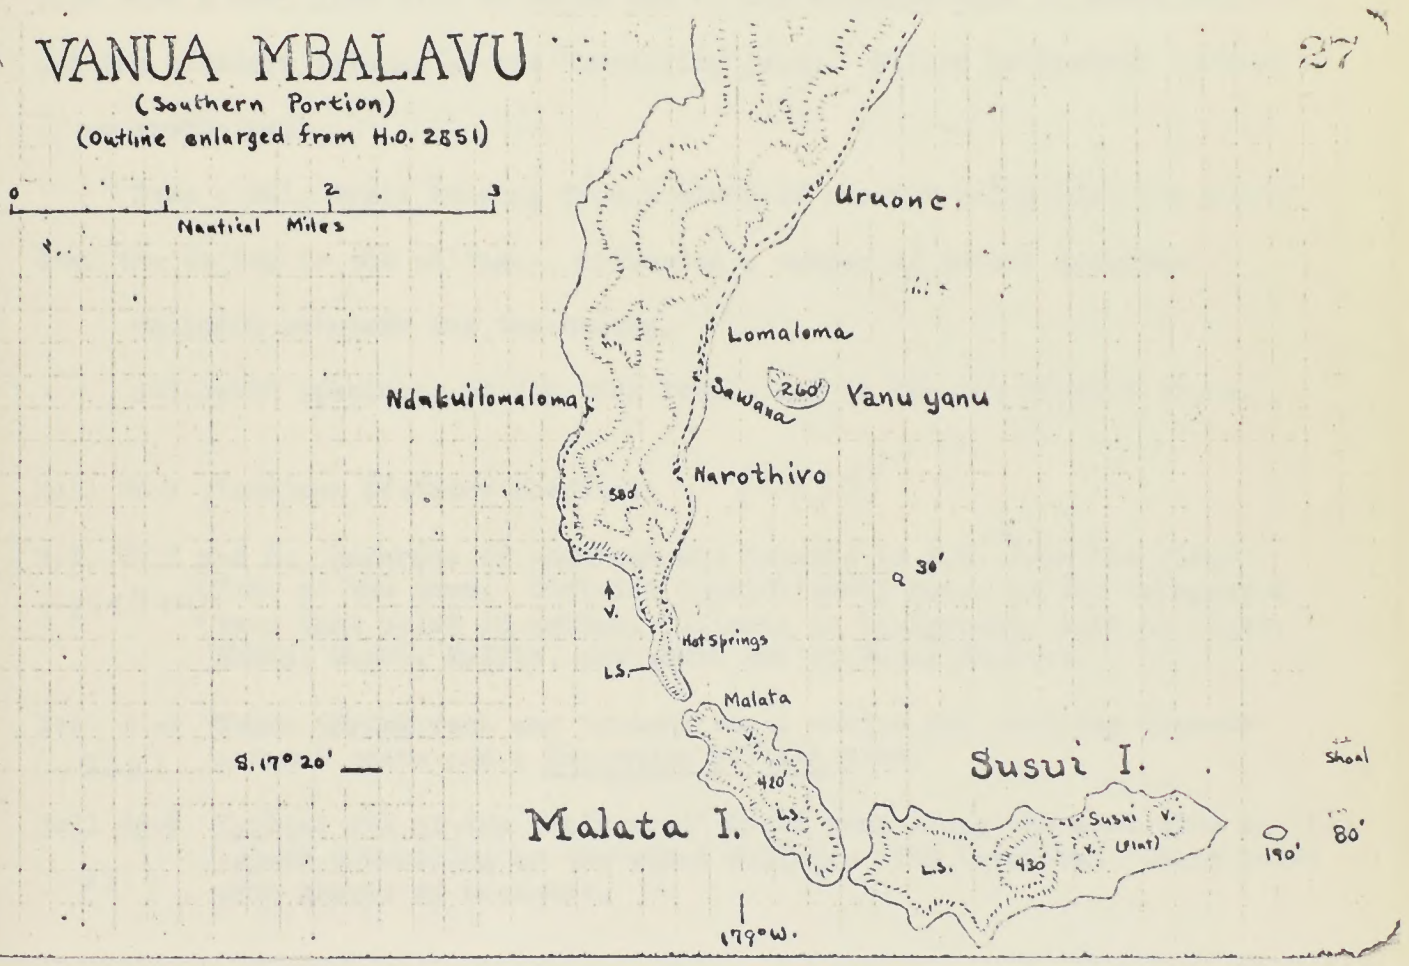 VANUA MBALAVU
(Southern Portion)
(Outline enlarged from H.O. 2851)
27
0 1 2 3
Nautical Miles
Uruone.
Lomaloma
Sawana
260'
Yanu yanu
Ndakuilomaloma
Narothivo
580'
30'
V.
Hot Springs
L.S.
Malata
V.
S. 17° 20'
420'
L.S.
Malata I.
Susui I.
Shoal
Susui
(Flat)
V.
V.
L.S.
430'
190'
80'
179° W.